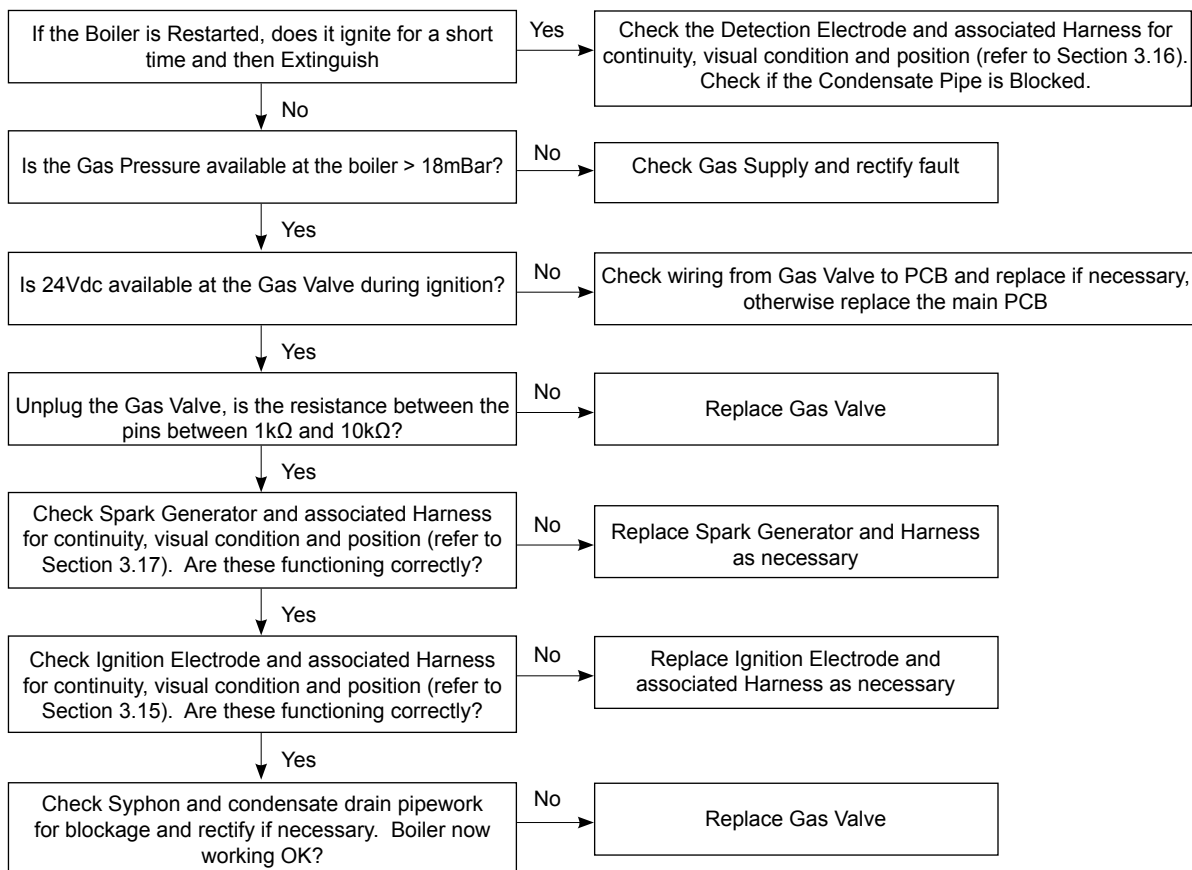 If the Boiler is Restarted, does it ignite for a short
time and then Extinguish
Yes
Check the Detection Electrode and associated Harness for
continuity, visual condition and position (refer to Section 3.16).
Check if the Condensate Pipe is Blocked.
No
Is the Gas Pressure available at the boiler > 18mBar?
No
Check Gas Supply and rectify fault
Yes
Is 24Vdc available at the Gas Valve during ignition?
No
Check wiring from Gas Valve to PCB and replace if necessary,
otherwise replace the main PCB
Yes
Unplug the Gas Valve, is the resistance between the
pins between 1kΩ and 10kΩ?
No
Replace Gas Valve
Yes
Check Spark Generator and associated Harness
for continuity, visual condition and position (refer to
Section 3.17).  Are these functioning correctly?
No
Replace Spark Generator and Harness
as necessary
Yes
Check Ignition Electrode and associated Harness
for continuity, visual condition and position (refer to
Section 3.15).  Are these functioning correctly?
No
Replace Ignition Electrode and
associated Harness as necessary
Yes
Check Syphon and condensate drain pipework
for blockage and rectify if necessary.  Boiler now
working OK?
No
Replace Gas Valve